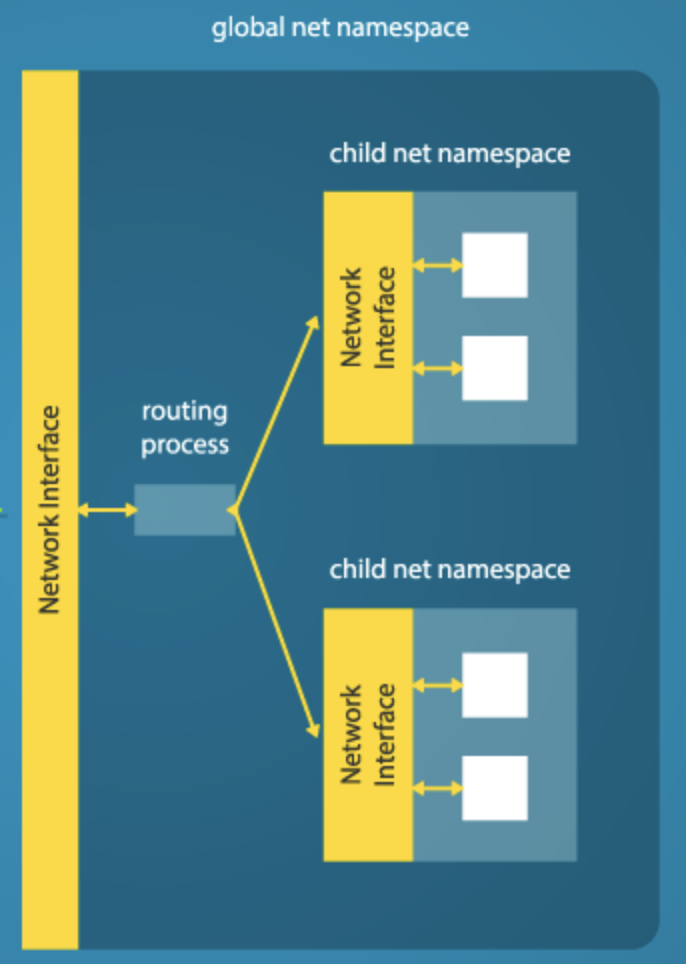 global net namespace
child net namespace
Network
Interface
routing
process
Network Interface
child net namespace
Network
Interface